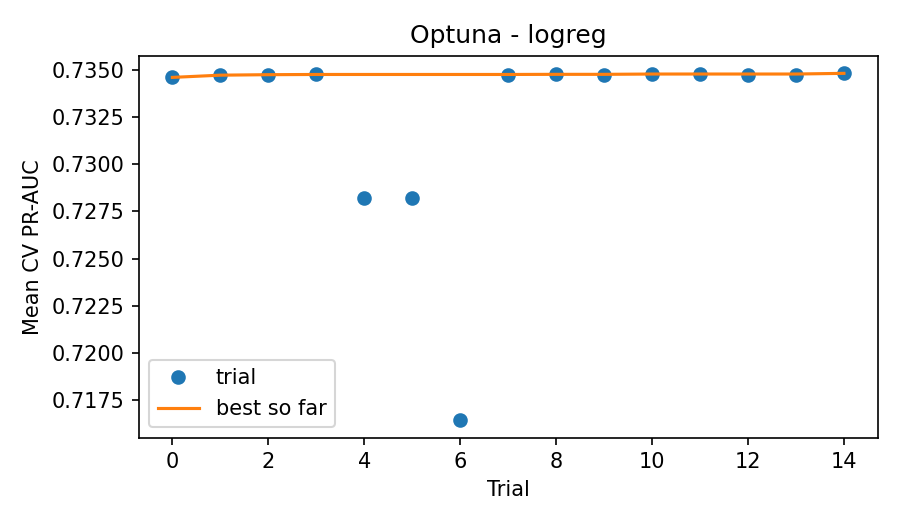 Optuna - logreg
0.7350
0.7325
0.7300
0.7275
0.7250
0.7225
0.7200
0.7175
Mean CV PR-AUC
trial
best so far
0 2 4 6 8 10 12 14
Trial